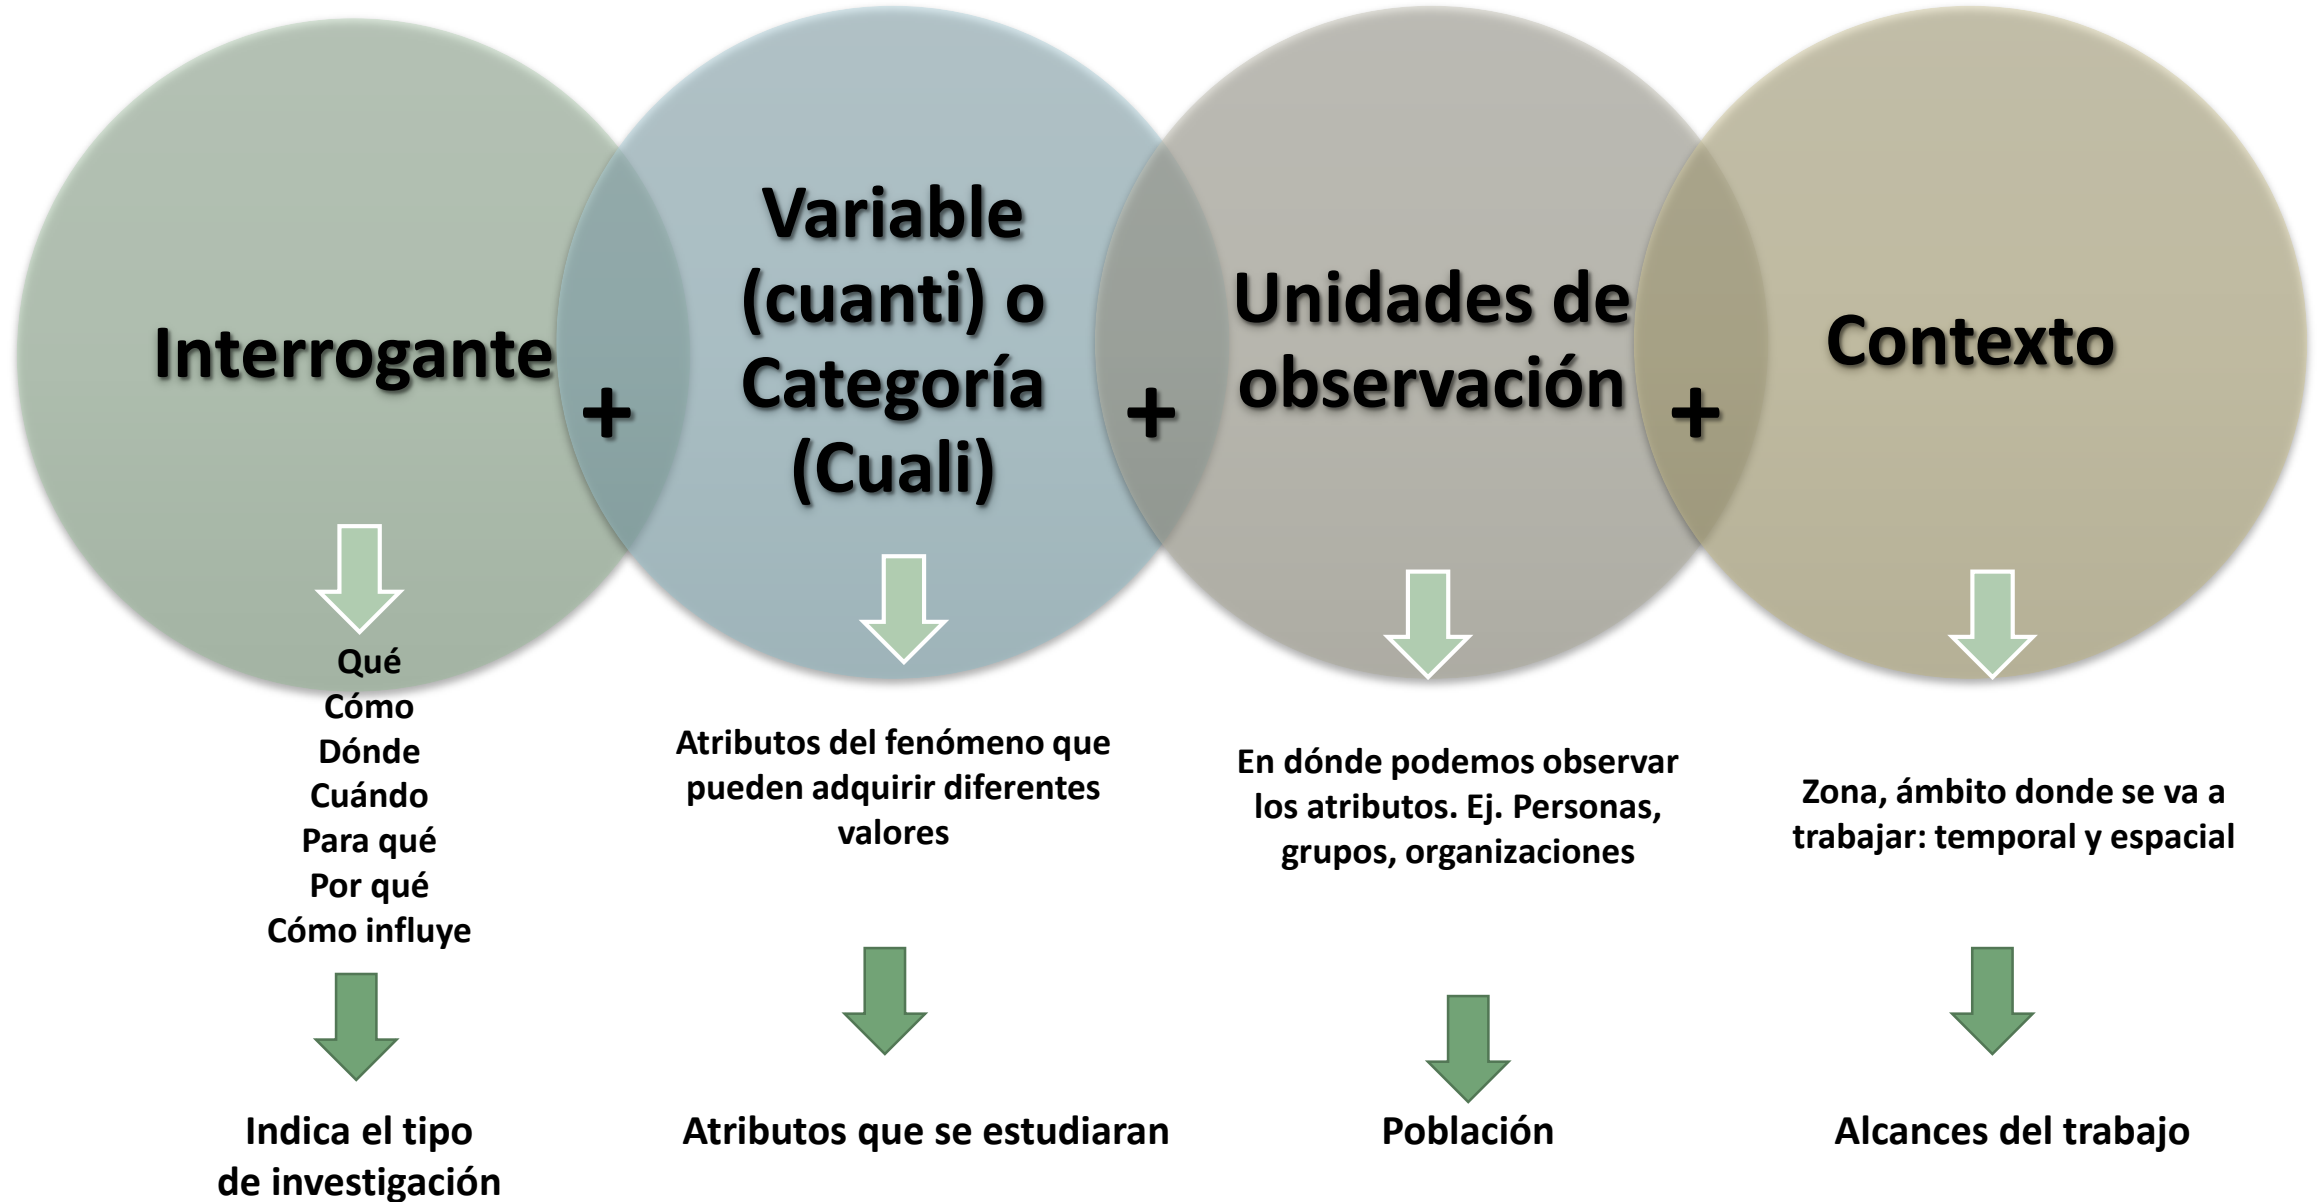 Interrogante
+
Variable
(cuanti) o
Categoría
(Cuali)
+
Unidades de
observación
+
Contexto
Qué
Cómo
Dónde
Cuándo
Para qué
Por qué
Cómo influye
Atributos del fenómeno que
pueden adquirir diferentes
valores
En dónde podemos observar
los atributos. Ej. Personas,
grupos, organizaciones
Zona, ámbito donde se va a
trabajar: temporal y espacial
Indica el tipo
de investigación
Atributos que se estudiaran
Población
Alcances del trabajo